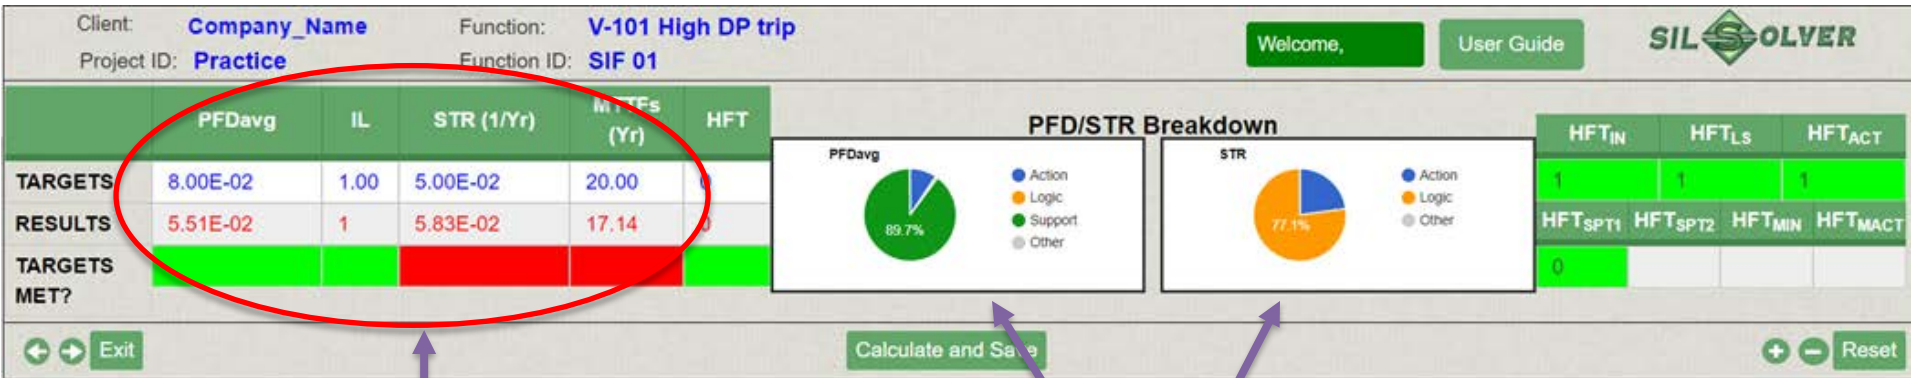 Client: Company_Name Function: V-101 High DP trip
Project ID: Practice Function ID: SIF 01
Welcome,
User Guide
SIL SOLVER
PFDavg IL STR (1/Yr) MTTFs (Yr) HFT
TARGETS 8.00E-02 1.00 5.00E-02 20.00 0
RESULTS 5.51E-02 1 5.83E-02 17.14 0
TARGETS MET?
PFD/STR Breakdown
PFDavg
89.7%
Action
Logic
Support
Other
STR
77.1%
Action
Logic
Other
HFTIN HFTLS HFTACT
1 1 1
HFTSPT1 HFTSPT2 HFTMIN HFTMACT
0
Exit
Calculate and Save
Reset